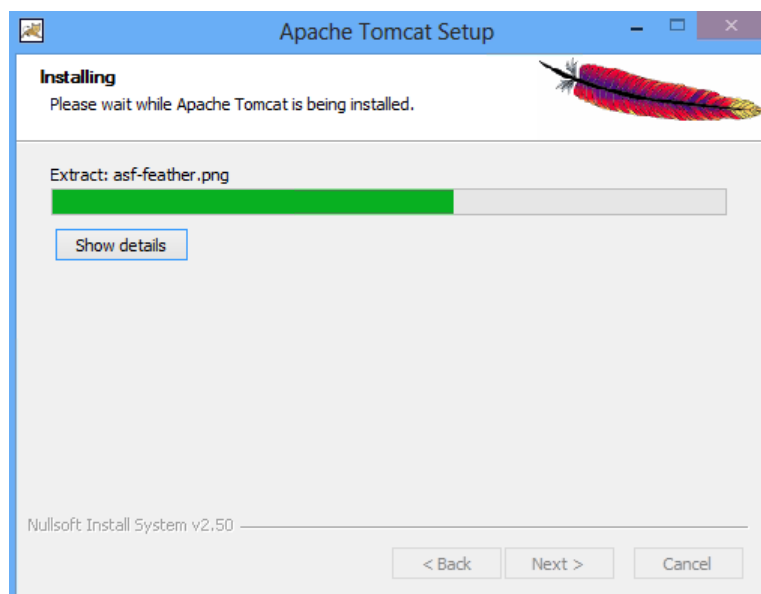 Apache Tomcat Setup
Installing
Please wait while Apache Tomcat is being installed.
Extract: asf-feather.png
Show details
Nullsoft Install System v2.50
< Back Next > Cancel